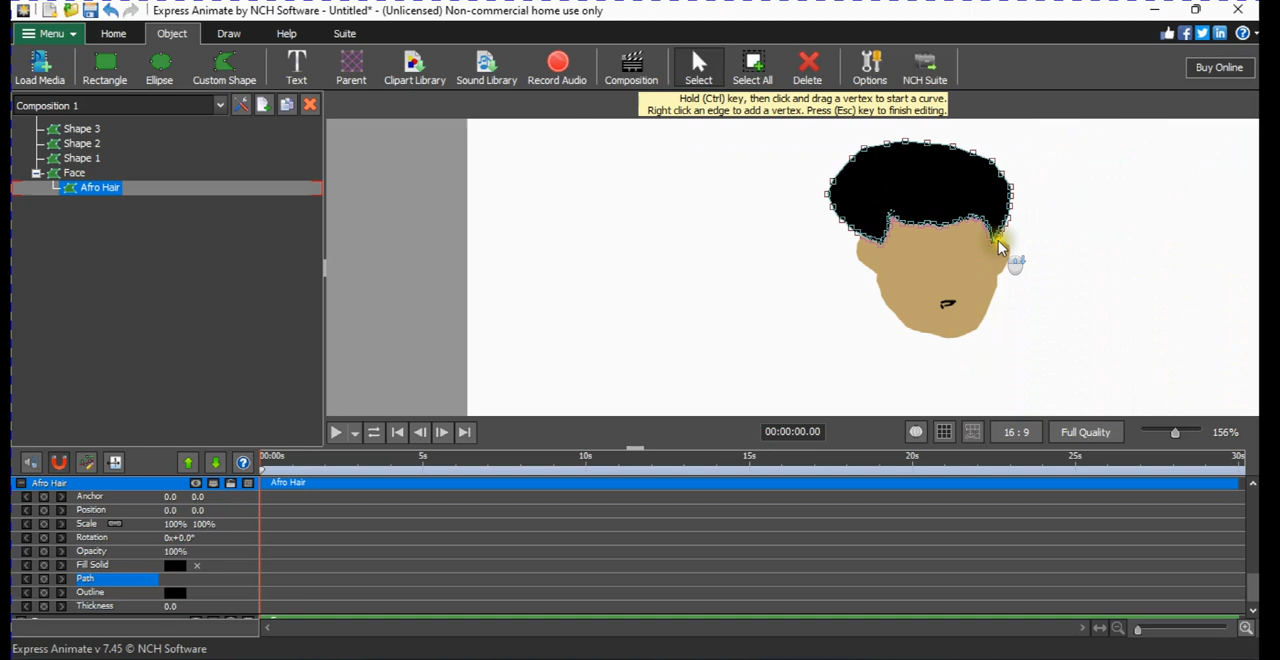 Express Animate by NCH Software - Untitled* - (Unlicensed) Non-commercial home use only
Menu Home Object Draw Help Suite
Load Media Rectangle Ellipse Custom Shape Text Parent Clipart Library Sound Library Record Audio Composition Select Select All Delete Options NCH Suite Buy Online
Composition 1
Hold (Ctrl) key, then click and drag a vertex to start a curve.
Right click an edge to add a vertex. Press (Esc) key to finish editing.
Shape 3
Shape 2
Shape 1
Face
Afro Hair
00:00:00.00 16 : 9 Full Quality 156%
00:00s 5s 10s 15s 20s 25s 30s
Afro Hair Afro Hair
Anchor 0.0 0.0
Position 0.0 0.0
Scale 100% 100%
Rotation 0x+0.0°
Opacity 100%
Fill Solid
Path
Outline
Thickness 0.0
Express Animate v 7.45 © NCH Software